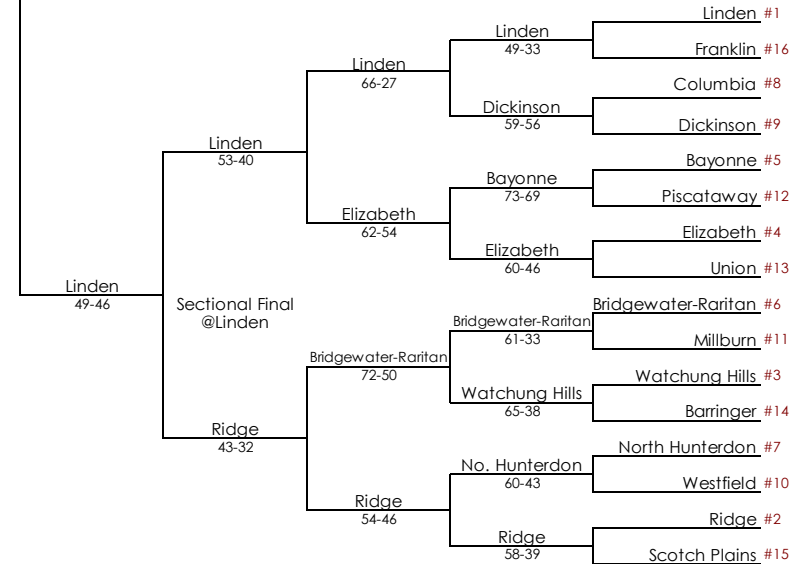 Linden #1
Linden
49-33
Franklin #16
Linden
66-27
Columbia #8
Dickinson
59-56
Dickinson #9
Linden
53-40
Bayonne #5
Bayonne
73-69
Piscataway #12
Elizabeth
62-54
Elizabeth #4
Elizabeth
60-46
Union #13
Linden
49-46
Sectional Final
@Linden
Bridgewater-Raritan #6
Bridgewater-Raritan
61-33
Millburn #11
Bridgewater-Raritan
72-50
Watchung Hills #3
Watchung Hills
65-38
Barringer #14
Ridge
43-32
North Hunterdon #7
No. Hunterdon
60-43
Westfield #10
Ridge
54-46
Ridge #2
Ridge
58-39
Scotch Plains #15